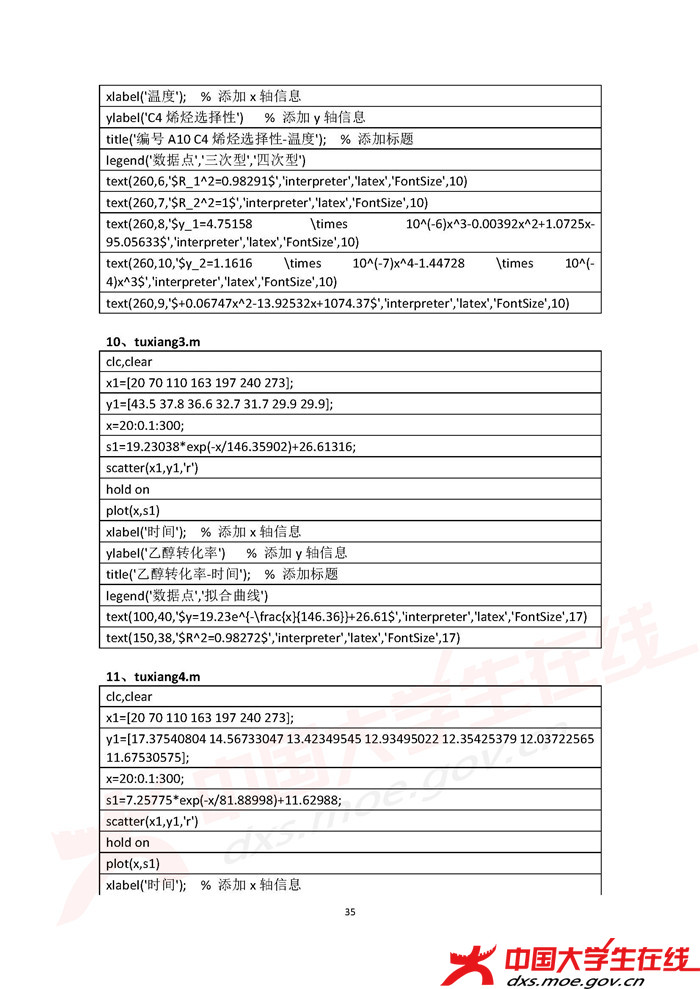 xlabel('温度');    % 添加 x 轴信息
ylabel('C4 烯烃选择性')    % 添加 y 轴信息
title('编号 A10 C4 烯烃选择性-温度');    % 添加标题
legend('数据点','三次型','四次型')
text(260,6,'$R_1^2=0.98291$','interpreter','latex','FontSize',10)
text(260,7,'$R_2^2=1$','interpreter','latex','FontSize',10)
text(260,8,'$y_1=4.75158 \times 10^(-6)x^3-0.00392x^2+1.0725x-
95.05633$','interpreter','latex','FontSize',10)
text(260,10,'$y_2=1.1616 \times 10^(-7)x^4-1.44728 \times 10^(-
4)x^3$','interpreter','latex','FontSize',10)
text(260,9,'$+0.06747x^2-13.92532x+1074.37$','interpreter','latex','FontSize',10)
10、tuxiang3.m
clc,clear
x1=[20 70 110 163 197 240 273];
y1=[43.5 37.8 36.6 32.7 31.7 29.9 29.9];
x=20:0.1:300;
s1=19.23038*exp(-x/146.35902)+26.61316;
scatter(x1,y1,'r')
hold on
plot(x,s1)
xlabel('时间');    % 添加 x 轴信息
ylabel('乙醇转化率')    % 添加 y 轴信息
title('乙醇转化率-时间');    % 添加标题
legend('数据点','拟合曲线')
text(100,40,'$y=19.23e^{-\frac{x}{146.36}}+26.61$','interpreter','latex','FontSize',17)
text(150,38,'$R^2=0.98272$','interpreter','latex','FontSize',17)
11、tuxiang4.m
clc,clear
x1=[20 70 110 163 197 240 273];
y1=[17.37540804 14.56733047 13.42349545 12.93495022 12.35425379 12.03722565
11.67530575];
x=20:0.1:300;
s1=7.25775*exp(-x/81.88998)+11.62988;
scatter(x1,y1,'r')
hold on
plot(x,s1)
xlabel('时间');    % 添加 x 轴信息
35
中国大学生在线
dxs.moe.gov.cn
中国大学生在线
dxs.moe.gov.cn